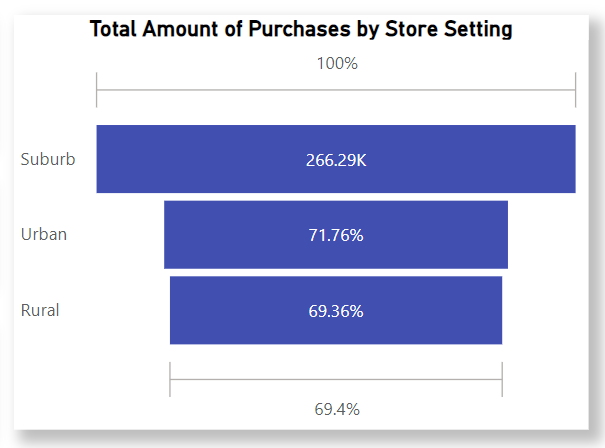 Total Amount of Purchases by Store Setting
100%
Suburb 266.29K
Urban 71.76%
Rural 69.36%
69.4%